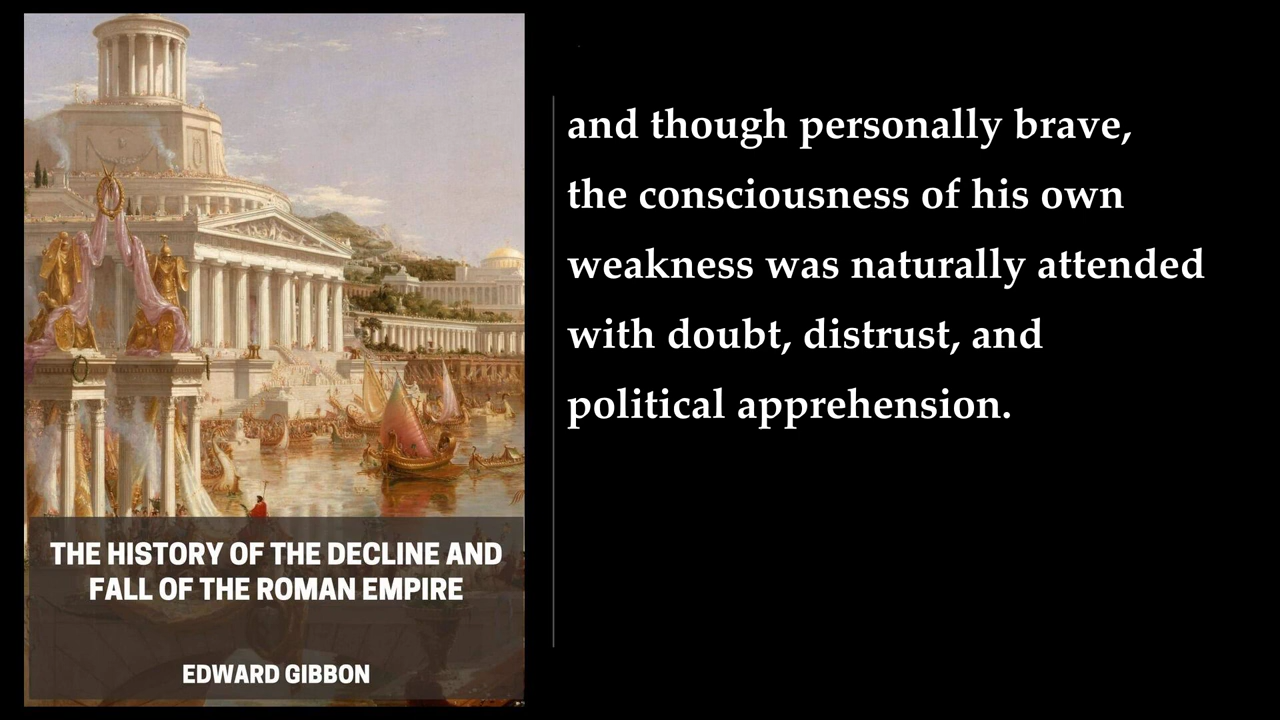 and though personally brave,
the consciousness of his own
weakness was naturally attended
with doubt, distrust, and
political apprehension.
THE HISTORY OF THE DECLINE AND
FALL OF THE ROMAN EMPIRE
EDWARD GIBBON